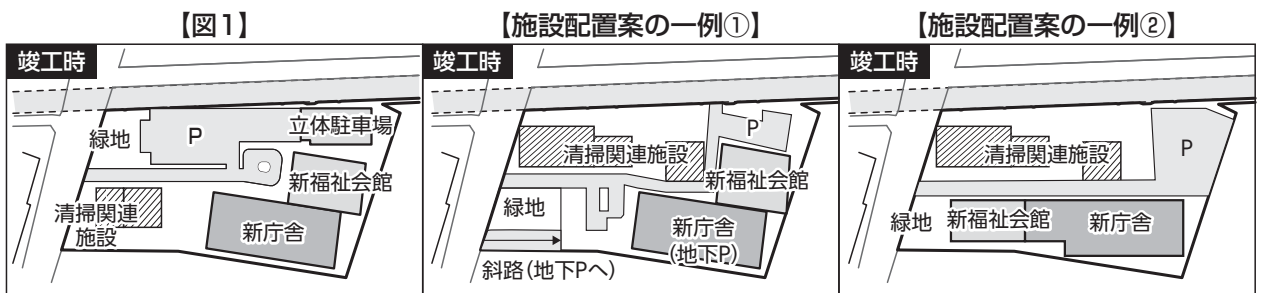 【図1】
竣工時
緑地
P
立体駐車場
新福祉会館
清掃関連
施設
新庁舎
【施設配置案の一例①】
竣工時
P
清掃関連施設
新福祉会館
緑地
新庁舎
(地下P)
斜路(地下Pへ)
【施設配置案の一例②】
竣工時
清掃関連施設
P
緑地
新福祉会館
新庁舎